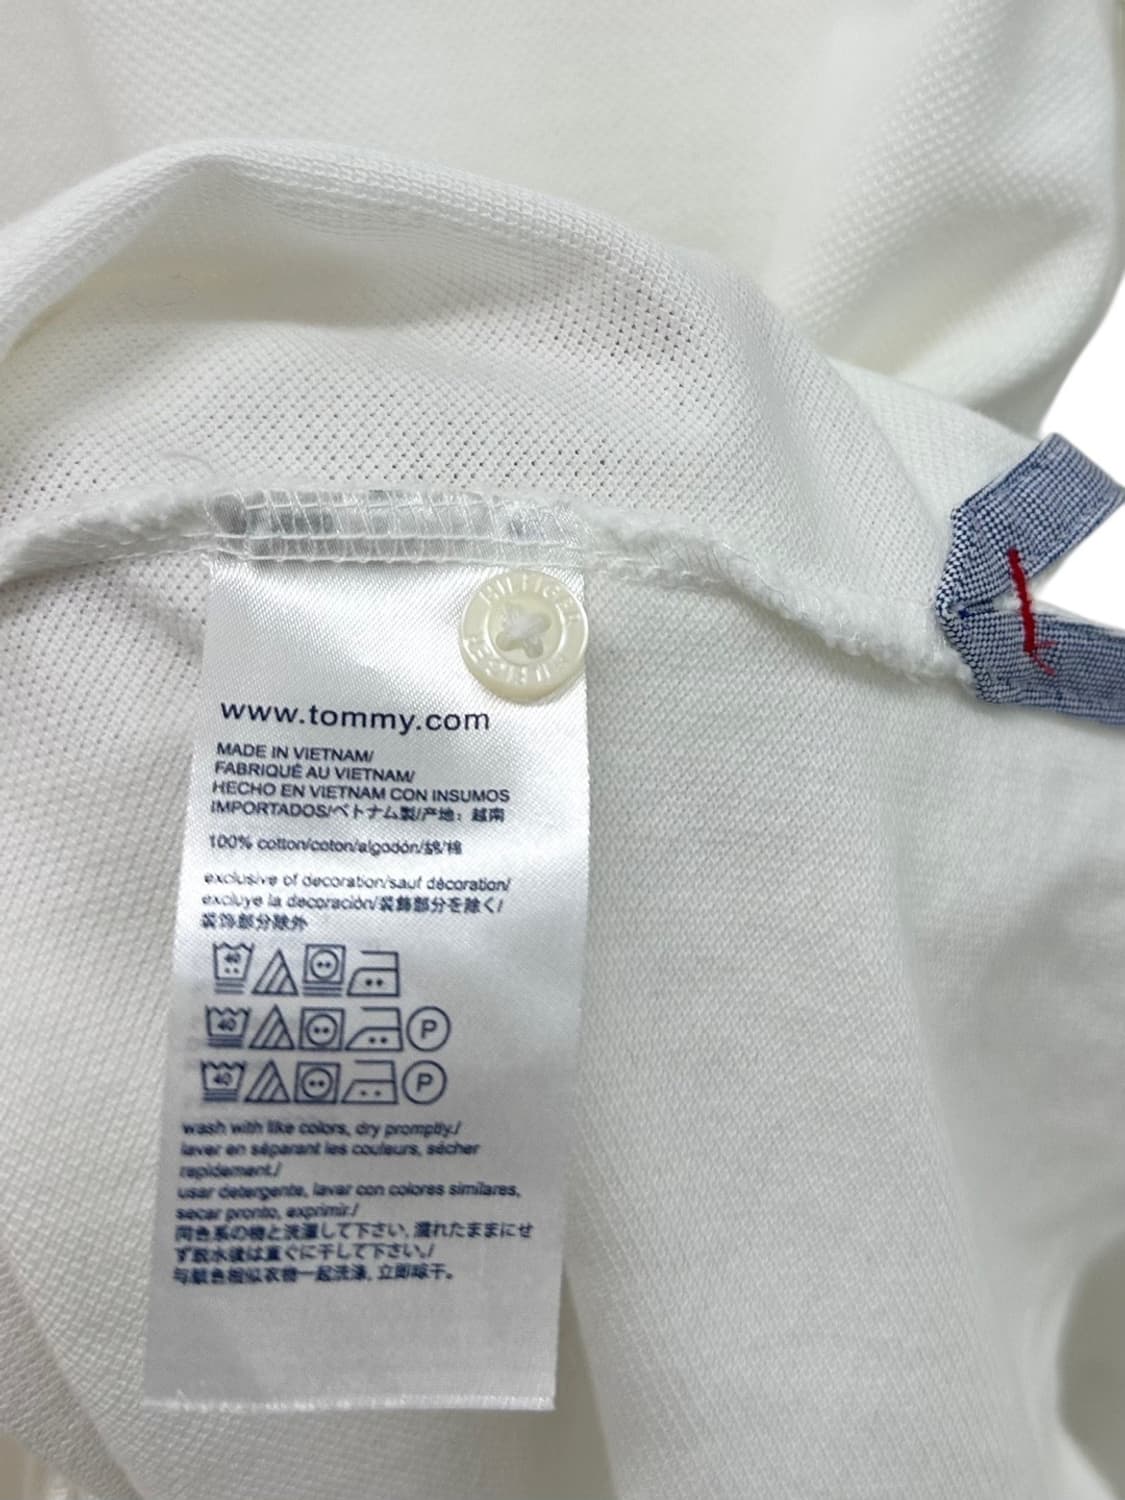 HILFIGER
HILFIGER
www.tommy.com
MADE IN VIETNAM/
FABRIQUÉ AU VIETNAM/
HECHO EN VIETNAM CON INSUMOS
IMPORTADOS/ベトナム製/产地：越南
100% cotton/coton/algodón/綿/棉
exclusive of decoration/sauf décoration/
excluye la decoración/装飾部分を除く/
装饰部分除外
40
40 P
40 P
wash with like colors, dry promptly./
laver en séparant les couleurs, sécher
rapidement./
usar detergente, lavar con colores similares,
secar pronto, exprimir./
同色系の物と洗濯して下さい, 濡れたままにせ
ず脱水後は直ぐに干して下さい。/
与颜色相似衣物一起洗涤, 立即晾干。